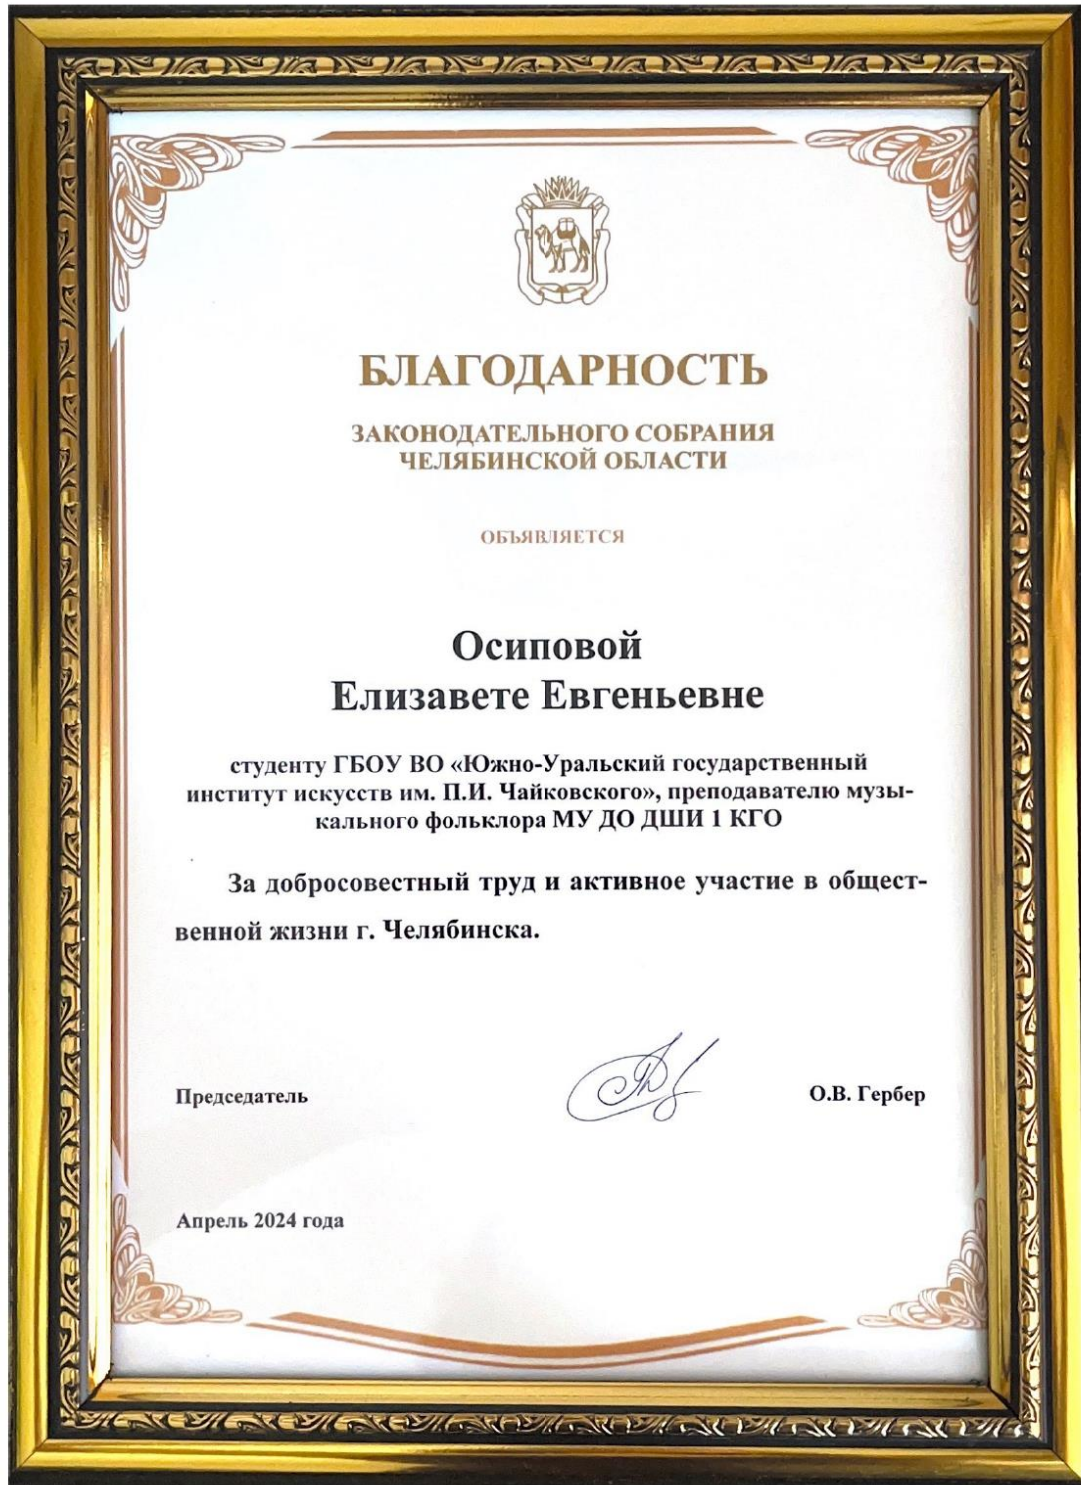 БЛАГОДАРНОСТЬ
ЗАКОНОДАТЕЛЬНОГО СОБРАНИЯ
ЧЕЛЯБИНСКОЙ ОБЛАСТИ
ОБЪЯВЛЯЕТСЯ
Осиповой
Елизавете Евгеньевне
студенту ГБОУ ВО «Южно-Уральский государственный
институт искусств им. П.И. Чайковского», преподавателю музы-
кального фольклора МУ ДО ДШИ 1 КГО
За добросовестный труд и активное участие в общест-
венной жизни г. Челябинска.
Председатель О.В. Гербер
Апрель 2024 года